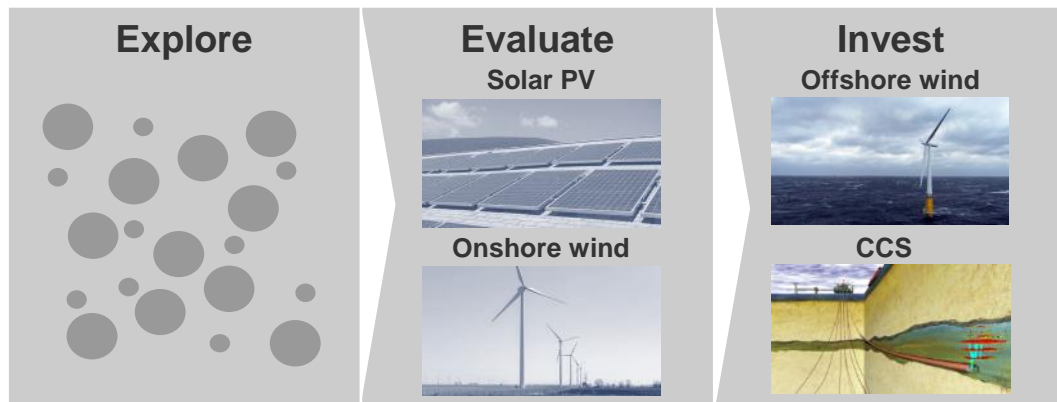 Explore
Evaluate
Solar PV
Onshore wind
Invest
Offshore wind
CCS